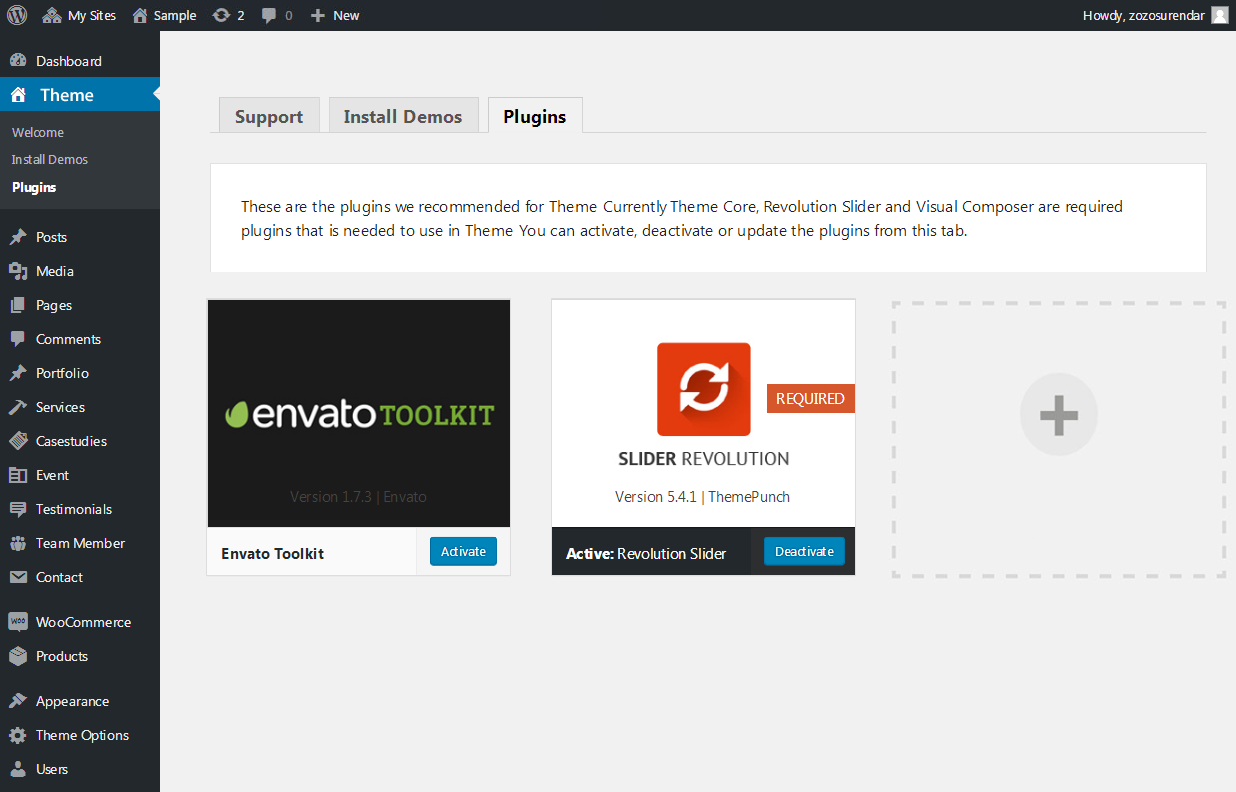 My Sites
Sample
2
0
New
Howdy, zozosurendar
Dashboard
Theme
Welcome
Install Demos
Plugins
Posts
Media
Pages
Comments
Portfolio
Services
Casestudies
Event
Testimonials
Team Member
Contact
WOO WooCommerce
Products
Appearance
Theme Options
Users
Support
Install Demos
Plugins
These are the plugins we recommended for Theme Currently Theme Core, Revolution Slider and Visual Composer are required
plugins that is needed to use in Theme You can activate, deactivate or update the plugins from this tab.
envato TOOLKIT
Version 1.7.3 | Envato
Envato Toolkit
Activate
REQUIRED
SLIDER REVOLUTION
Version 5.4.1 | ThemePunch
Active: Revolution Slider
Deactivate